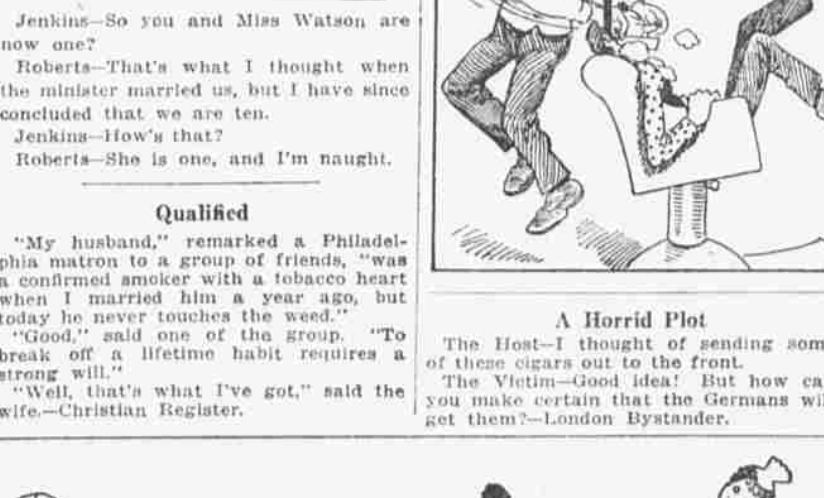 Jenkins—So you and Miss Watson are
now one?
Roberts—That's what I thought when
the minister married us, but I have since
concluded that we are ten.
Jenkins—How's that?
Roberts—She is one, and I'm naught.
Qualified
"My husband," remarked a Philadel-
phia matron to a group of friends, "was
a confirmed smoker with a tobacco heart
when I married him a year ago, but
today he never touches the weed."
"Good," said one of the group. "To
break off a lifetime habit requires a
strong will."
"Well, that's what I've got," said the
wife.—Christian Register.
A Horrid Plot
The Host—I thought of sending som
of these cigars out to the front.
The Victim—Good idea! But how ca
you make certain that the Germans wil
get them?—London Bystander.